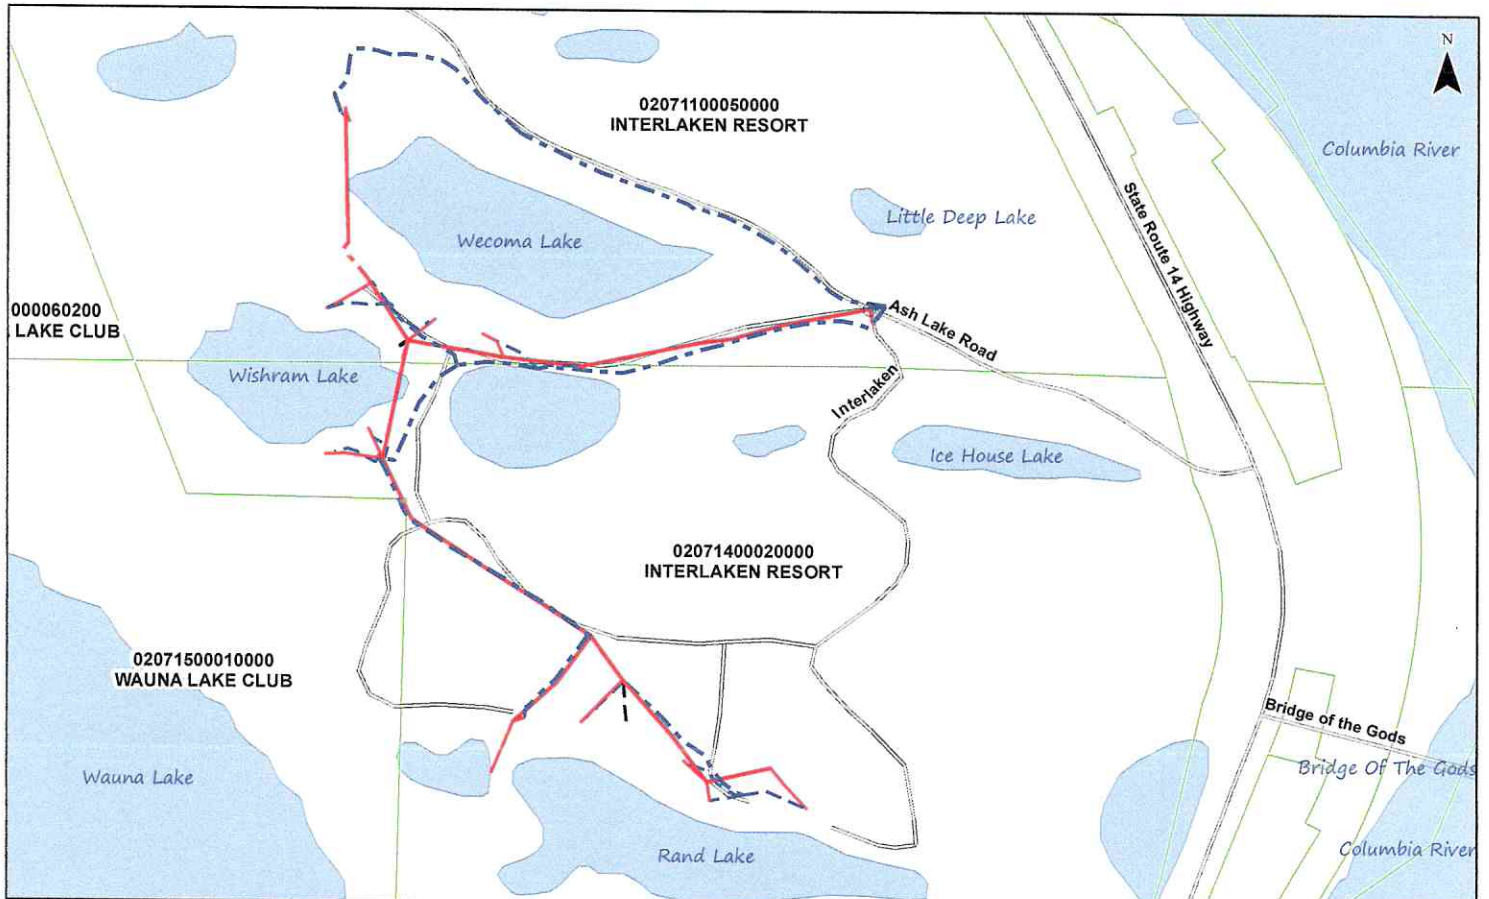 N
02071100050000
INTERLAKEN RESORT
Columbia River
Little Deep Lake
State Route 14 Highway
Wecoma Lake
000060200
LAKE CLUB
Ash Lake Road
Wishram Lake
Interlaken
Ice House Lake
02071400020000
INTERLAKEN RESORT
02071500010000
WAUNA LAKE CLUB
Bridge of the Gods
Bridge Of The Gods
Wauna Lake
Rand Lake
Columbia River